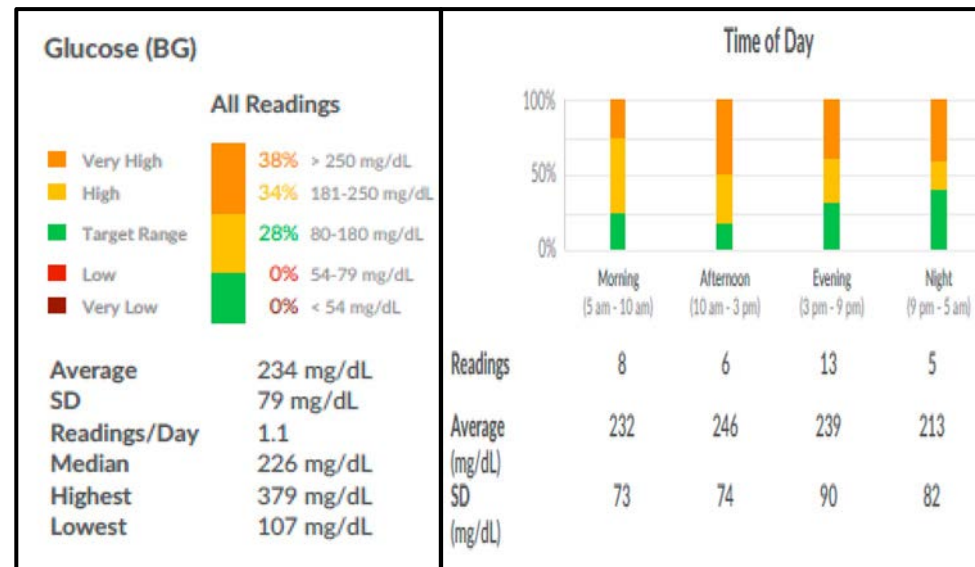 Glucose (BG)
All Readings
Very High 38% > 250 mg/dL
High 34% 181-250 mg/dL
Target Range 28% 80-180 mg/dL
Low 0% 54-79 mg/dL
Very Low 0% < 54 mg/dL
Average 234 mg/dL
SD 79 mg/dL
Readings/Day 1.1
Median 226 mg/dL
Highest 379 mg/dL
Lowest 107 mg/dL
Time of Day
100%
50%
0%
Morning Afternoon Evening Night
(5 am - 10 am) (10 am - 3 pm) (3 pm - 9 pm) (9 pm - 5 am)
Readings 8 6 13 5
Average 232 246 239 213
(mg/dL)
SD 73 74 90 82
(mg/dL)